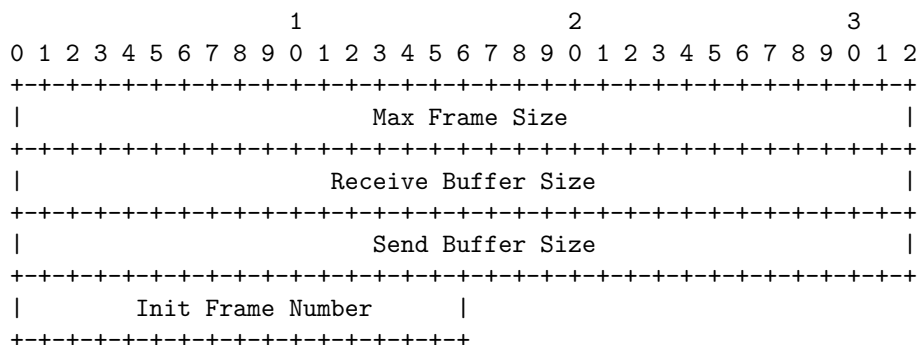 1                   2                   3
0 1 2 3 4 5 6 7 8 9 0 1 2 3 4 5 6 7 8 9 0 1 2 3 4 5 6 7 8 9 0 1 2
+-+-+-+-+-+-+-+-+-+-+-+-+-+-+-+-+-+-+-+-+-+-+-+-+-+-+-+-+-+-+-+-+
|                         Max Frame Size                        |
+-+-+-+-+-+-+-+-+-+-+-+-+-+-+-+-+-+-+-+-+-+-+-+-+-+-+-+-+-+-+-+-+
|                      Receive Buffer Size                      |
+-+-+-+-+-+-+-+-+-+-+-+-+-+-+-+-+-+-+-+-+-+-+-+-+-+-+-+-+-+-+-+-+
|                         Send Buffer Size                      |
+-+-+-+-+-+-+-+-+-+-+-+-+-+-+-+-+-+-+-+-+-+-+-+-+-+-+-+-+-+-+-+-+
|        Init Frame Number      |
+-+-+-+-+-+-+-+-+-+-+-+-+-+-+-+-+